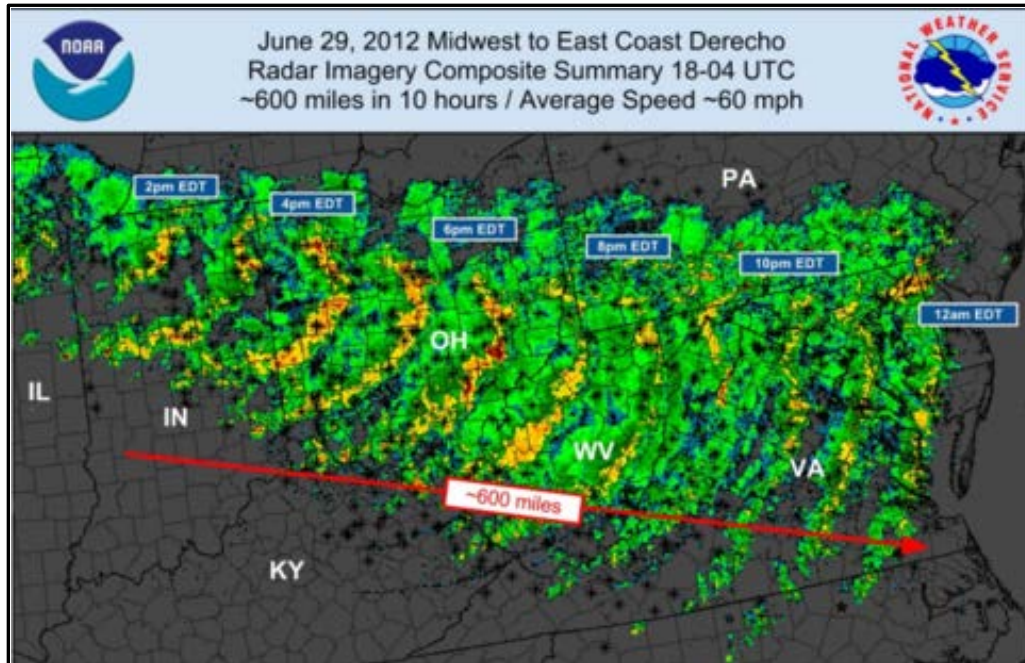 NOAA
June 29, 2012 Midwest to East Coast Derecho
Radar Imagery Composite Summary 18-04 UTC
~600 miles in 10 hours / Average Speed ~60 mph
NATIONAL WEATHER SERVICE
PA
2pm EDT
4pm EDT
6pm EDT
8pm EDT
10pm EDT
12am EDT
OH
IL
IN
WV
VA
~600 miles
KY